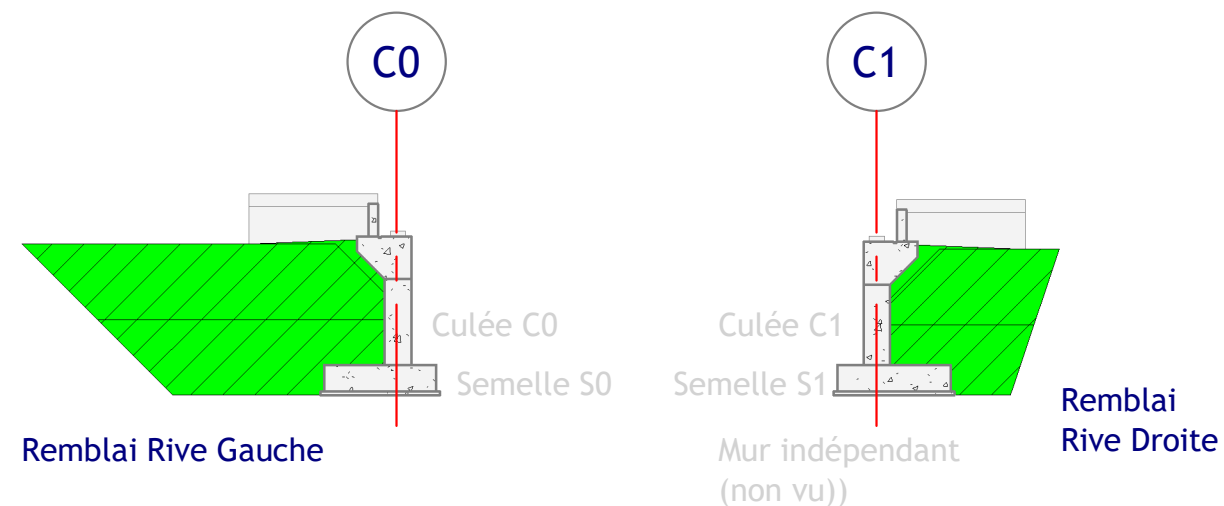 C0
C1
Culée C0
Culée C1
Semelle S0
Semelle S1
Remblai
Rive Droite
Remblai Rive Gauche
Mur indépendant
(non vu))